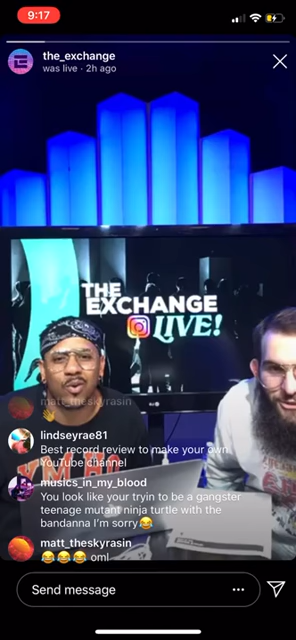 9:17
the_exchange
was live · 2h ago
THE
EXCHANGE
LIVE!
matt_theskyrasin
👋
lindseyrae81
Best record review to make your own
YouTube channel
musics_in_my_blood
You look like your tryin to be a gangster
teenage mutant ninja turtle with the
bandanna I'm sorry😂
matt_theskyrasin
😂😂😂 oml
Send message